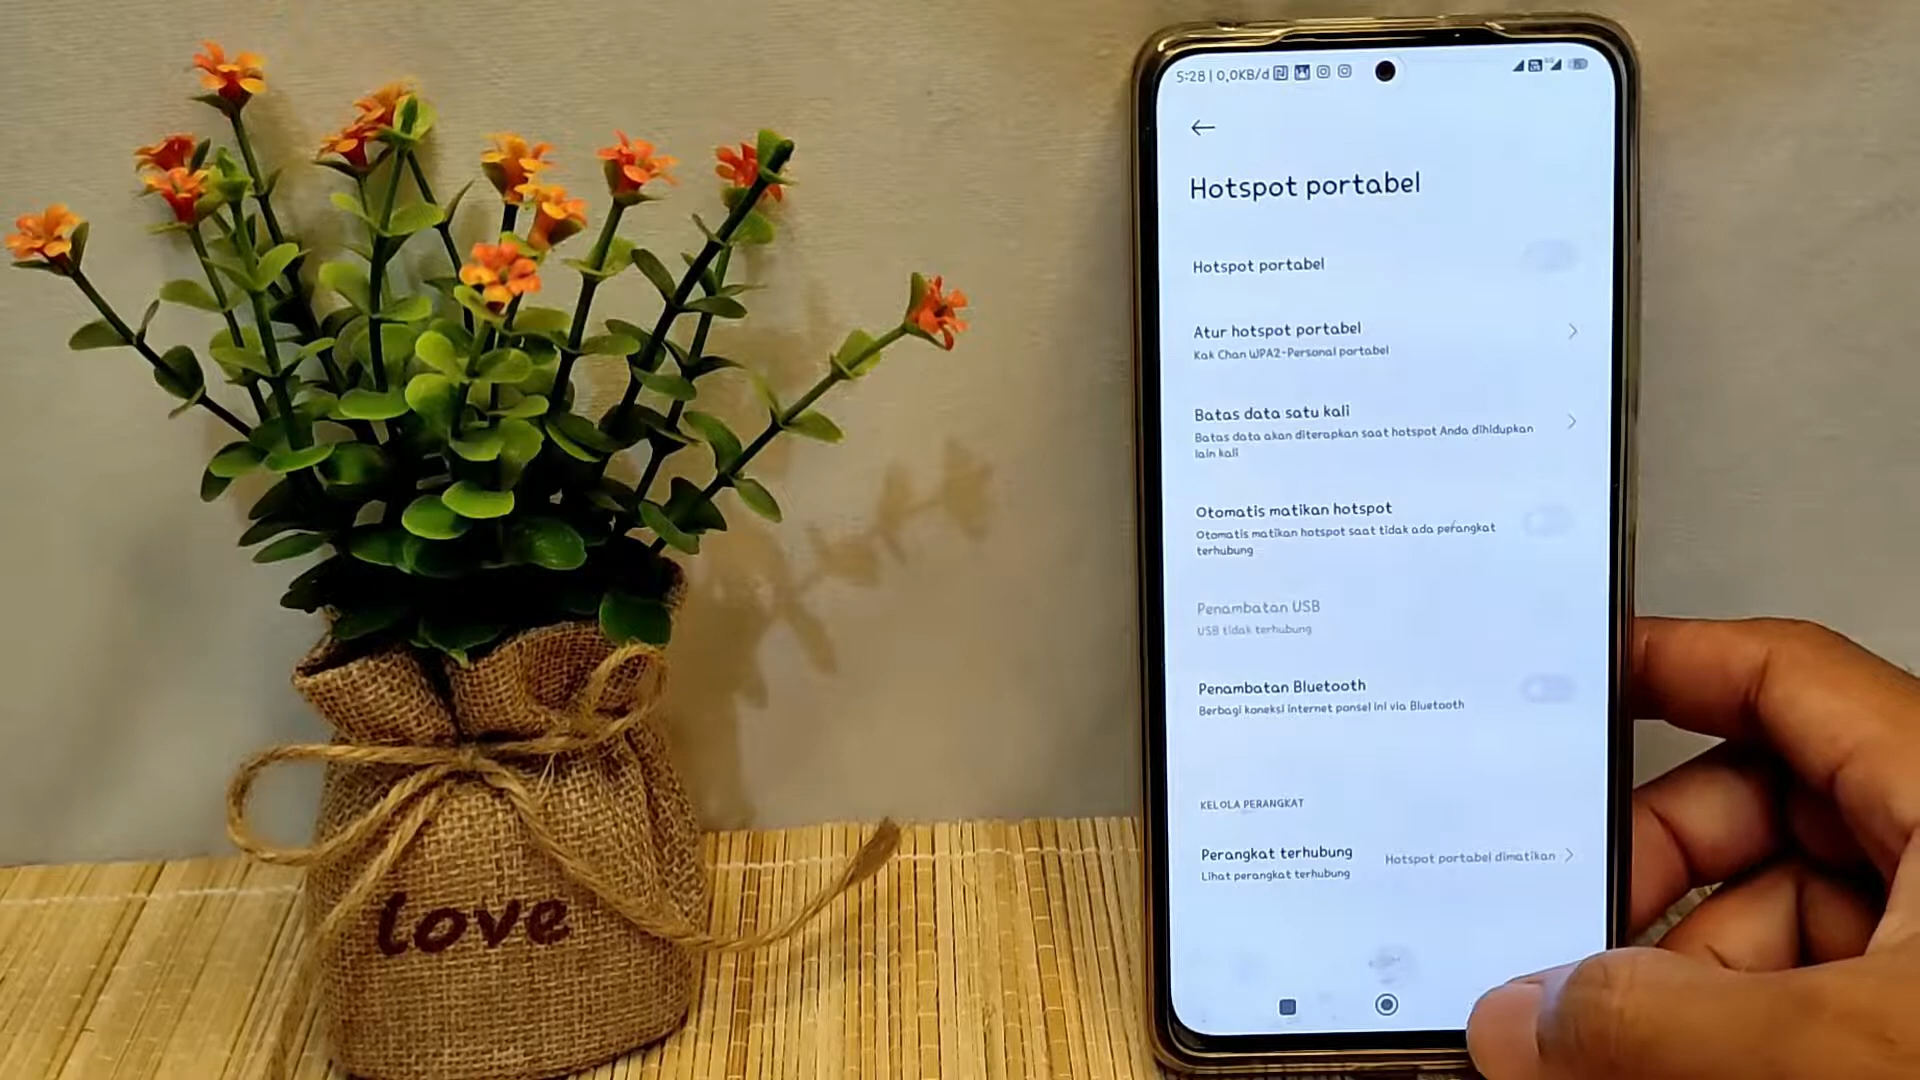 5:28 | 0,0KB/d
Hotspot portabel
Hotspot portabel
Atur hotspot portabel
Kak Chan WPA2-Personal portabel
Batas data satu kali
Batas data akan diterapkan saat hotspot Anda dihidupkan
lain kali
Otomatis matikan hotspot
Otomatis matikan hotspot saat tidak ada perangkat
terhubung
Penambatan USB
USB tidak terhubung
Penambatan Bluetooth
Berbagi koneksi internet ponsel ini via Bluetooth
KELOLA PERANGKAT
Perangkat terhubung
Hotspot portabel dimatikan
Lihat perangkat terhubung
love